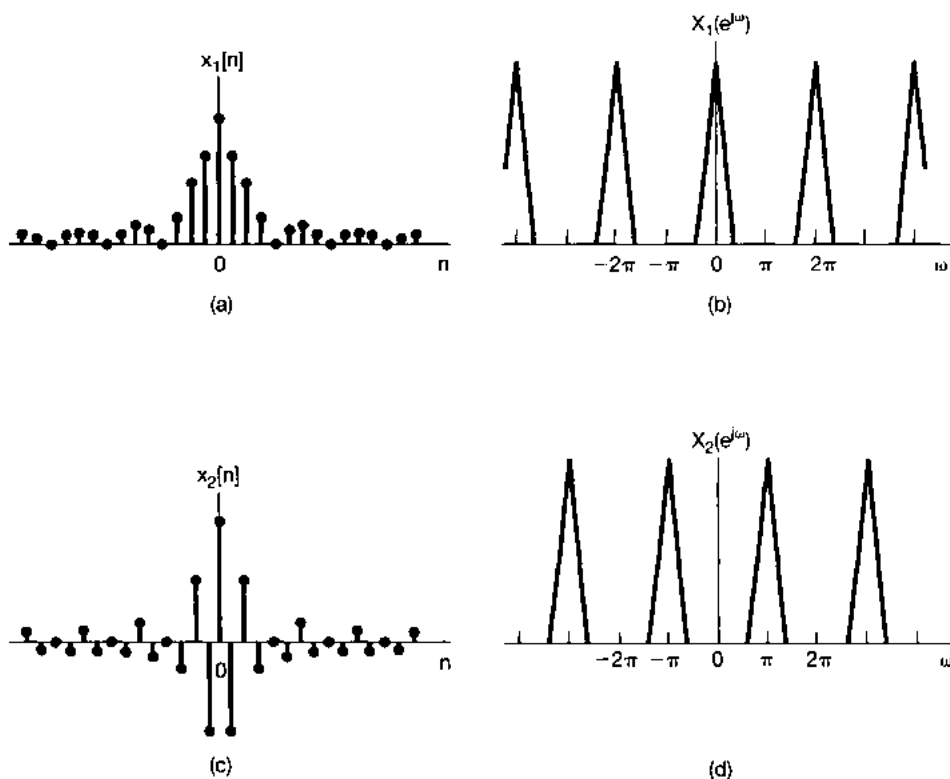 x₁[n]
0
n
(a)
X₁(e^jω)
−2π −π 0 π 2π ω
(b)
x₂[n]
0
n
(c)
X₂(e^jω)
−2π −π 0 π 2π ω
(d)